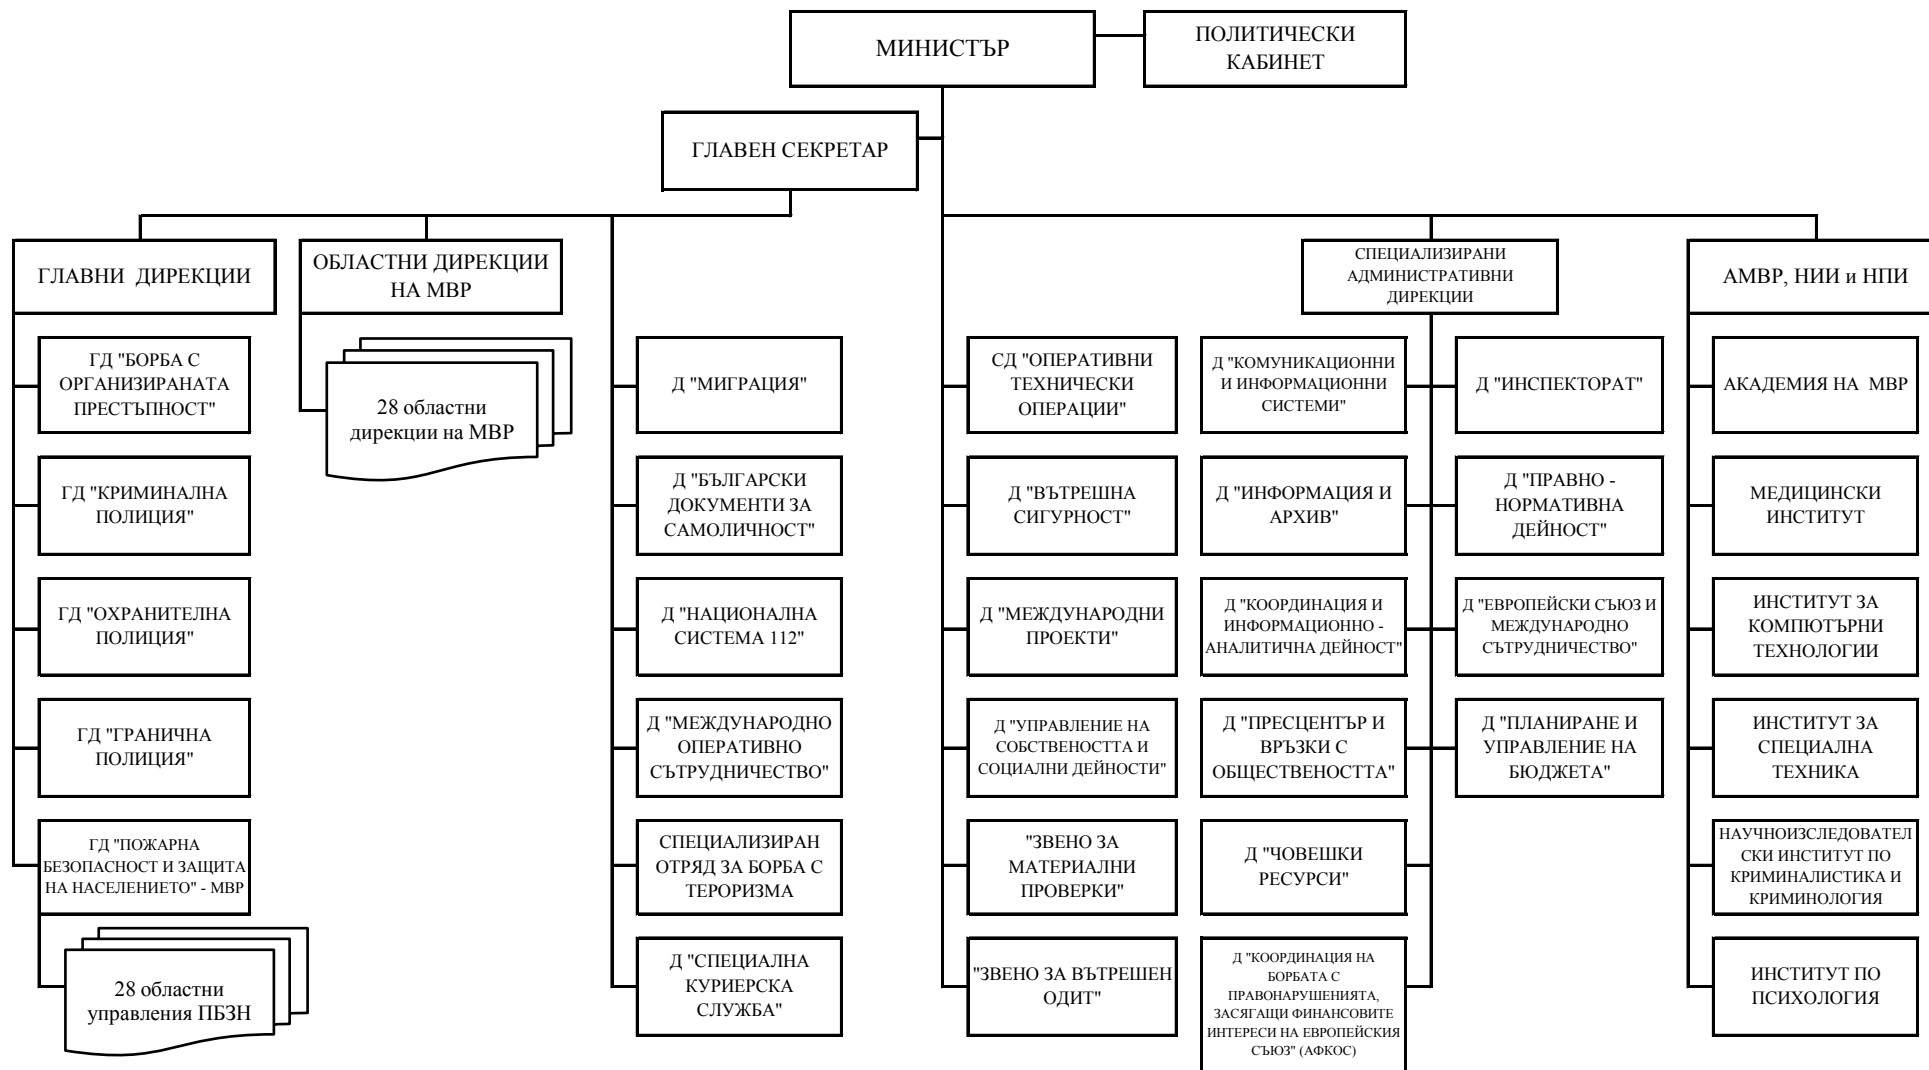 МИНИСТЪР
ПОЛИТИЧЕСКИ
КАБИНЕТ
ГЛАВЕН СЕКРЕТАР
ГЛАВНИ ДИРЕКЦИИ
ОБЛАСТНИ ДИРЕКЦИИ
НА МВР
СПЕЦИАЛИЗИРАНИ
АДМИНИСТРАТИВНИ
ДИРЕКЦИИ
АМВР, НИИ и НПИ
ГД "БОРБА С
ОРГАНИЗИРАНАТА
ПРЕСТЪПНОСТ"
ГД "КРИМИНАЛНА
ПОЛИЦИЯ"
ГД "ОХРАНИТЕЛНА
ПОЛИЦИЯ"
ГД "ГРАНИЧНА
ПОЛИЦИЯ"
ГД "ПОЖАРНА
БЕЗОПАСНОСТ И ЗАЩИТА
НА НАСЕЛЕНИЕТО" - МВР
28 областни
управления ПБЗН
28 областни
дирекции на МВР
Д "МИГРАЦИЯ"
Д "БЪЛГАРСКИ
ДОКУМЕНТИ ЗА
САМОЛИЧНОСТ"
Д "НАЦИОНАЛНА
СИСТЕМА 112"
Д "МЕЖДУНАРОДНО
ОПЕРАТИВНО
СЪТРУДНИЧЕСТВО"
СПЕЦИАЛИЗИРАН
ОТРЯД ЗА БОРБА С
ТЕРОРИЗМА
Д "СПЕЦИАЛНА
КУРИЕРСКА
СЛУЖБА"
СД "ОПЕРАТИВНИ
ТЕХНИЧЕСКИ
ОПЕРАЦИИ"
Д "ВЪТРЕШНА
СИГУРНОСТ"
Д "МЕЖДУНАРОДНИ
ПРОЕКТИ"
Д "УПРАВЛЕНИЕ НА
СОБСТВЕНОСТТА И
СОЦИАЛНИ ДЕЙНОСТИ"
"ЗВЕНО ЗА
МАТЕРИАЛНИ
ПРОВЕРКИ"
"ЗВЕНО ЗА ВЪТРЕШЕН
ОДИТ"
Д "КОМУНИКАЦИОННИ
И ИНФОРМАЦИОННИ
СИСТЕМИ"
Д "ИНФОРМАЦИЯ И
АРХИВ"
Д "КООРДИНАЦИЯ И
ИНФОРМАЦИОННО -
АНАЛИТИЧНА ДЕЙНОСТ"
Д "ПРЕСЦЕНТЪР И
ВРЪЗКИ С
ОБЩЕСТВЕНОСТТА"
Д "ЧОВЕШКИ
РЕСУРСИ"
Д "КООРДИНАЦИЯ НА
БОРБАТА С
ПРАВОНАРУШЕНИЯТА,
ЗАСЯГАЩИ ФИНАНСОВИТЕ
ИНТЕРЕСИ НА ЕВРОПЕЙСКИЯ
СЪЮЗ" (АФКОС)
Д "ИНСПЕКТОРАТ"
Д "ПРАВНО -
НОРМАТИВНА
ДЕЙНОСТ"
Д "ЕВРОПЕЙСКИ СЪЮЗ И
МЕЖДУНАРОДНО
СЪТРУДНИЧЕСТВО"
Д "ПЛАНИРАНЕ И
УПРАВЛЕНИЕ НА
БЮДЖЕТА"
АКАДЕМИЯ НА МВР
МЕДИЦИНСКИ
ИНСТИТУТ
ИНСТИТУТ ЗА
КОМПЮТЪРНИ
ТЕХНОЛОГИИ
ИНСТИТУТ ЗА
СПЕЦИАЛНА
ТЕХНИКА
НАУЧНОИЗСЛЕДОВАТЕЛ
СКИ ИНСТИТУТ ПО
КРИМИНАЛИСТИКА И
КРИМИНОЛОГИЯ
ИНСТИТУТ ПО
ПСИХОЛОГИЯ